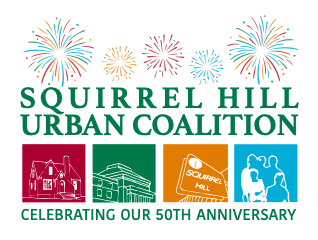 SQUIRREL HILL
URBAN COALITION
SQUIRREL
HILL
CELEBRATING OUR 50TH ANNIVERSARY